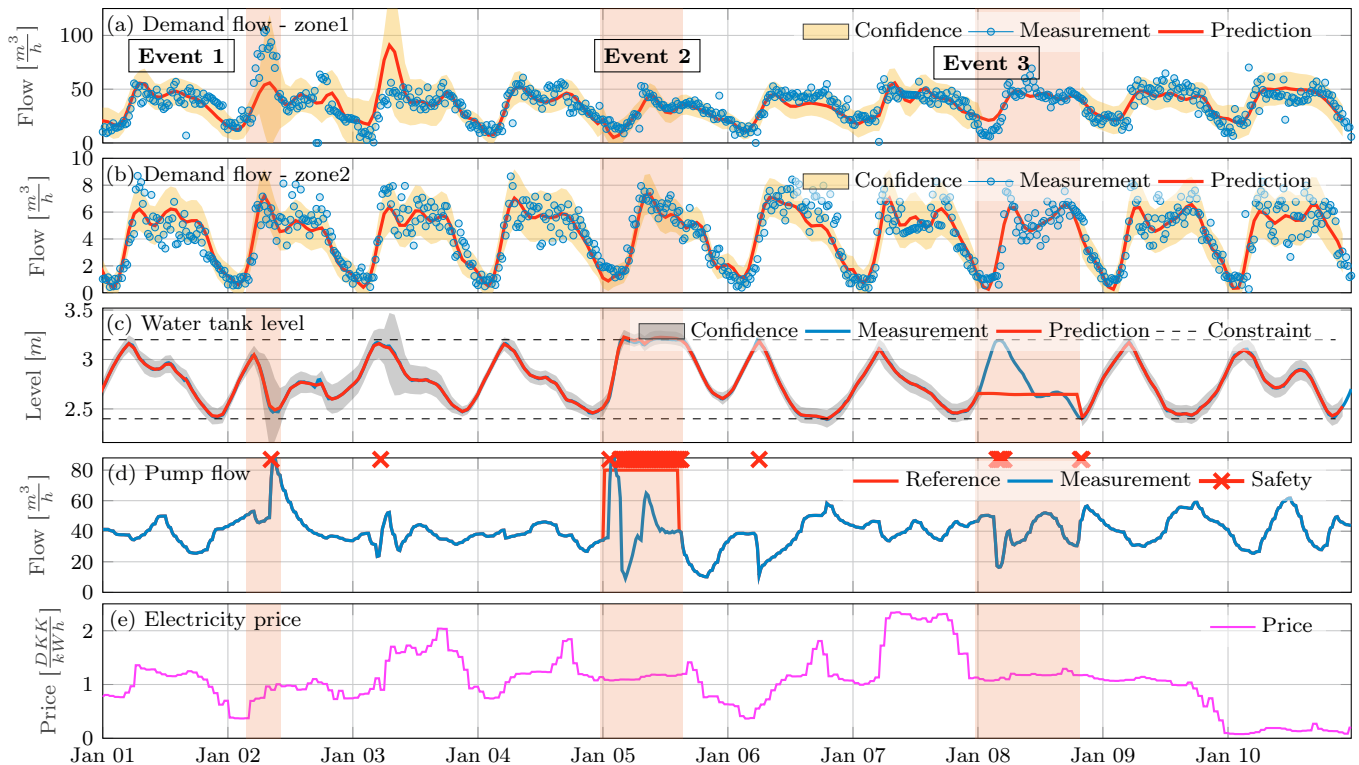 (a) Demand flow - zone1
Confidence Measurement Prediction
Event 1 Event 2 Event 3
Flow [m³/h]
100
50
0
(b) Demand flow - zone2
Confidence Measurement Prediction
Flow [m³/h]
10
8
6
4
2
0
(c) Water tank level
Confidence Measurement Prediction Constraint
Level [m]
3.5
3
2.5
(d) Pump flow
Reference Measurement Safety
Flow [m³/h]
80
60
40
20
0
(e) Electricity price
Price
Price [DKK/kWh]
2
1
0
Jan 01 Jan 02 Jan 03 Jan 04 Jan 05 Jan 06 Jan 07 Jan 08 Jan 09 Jan 10